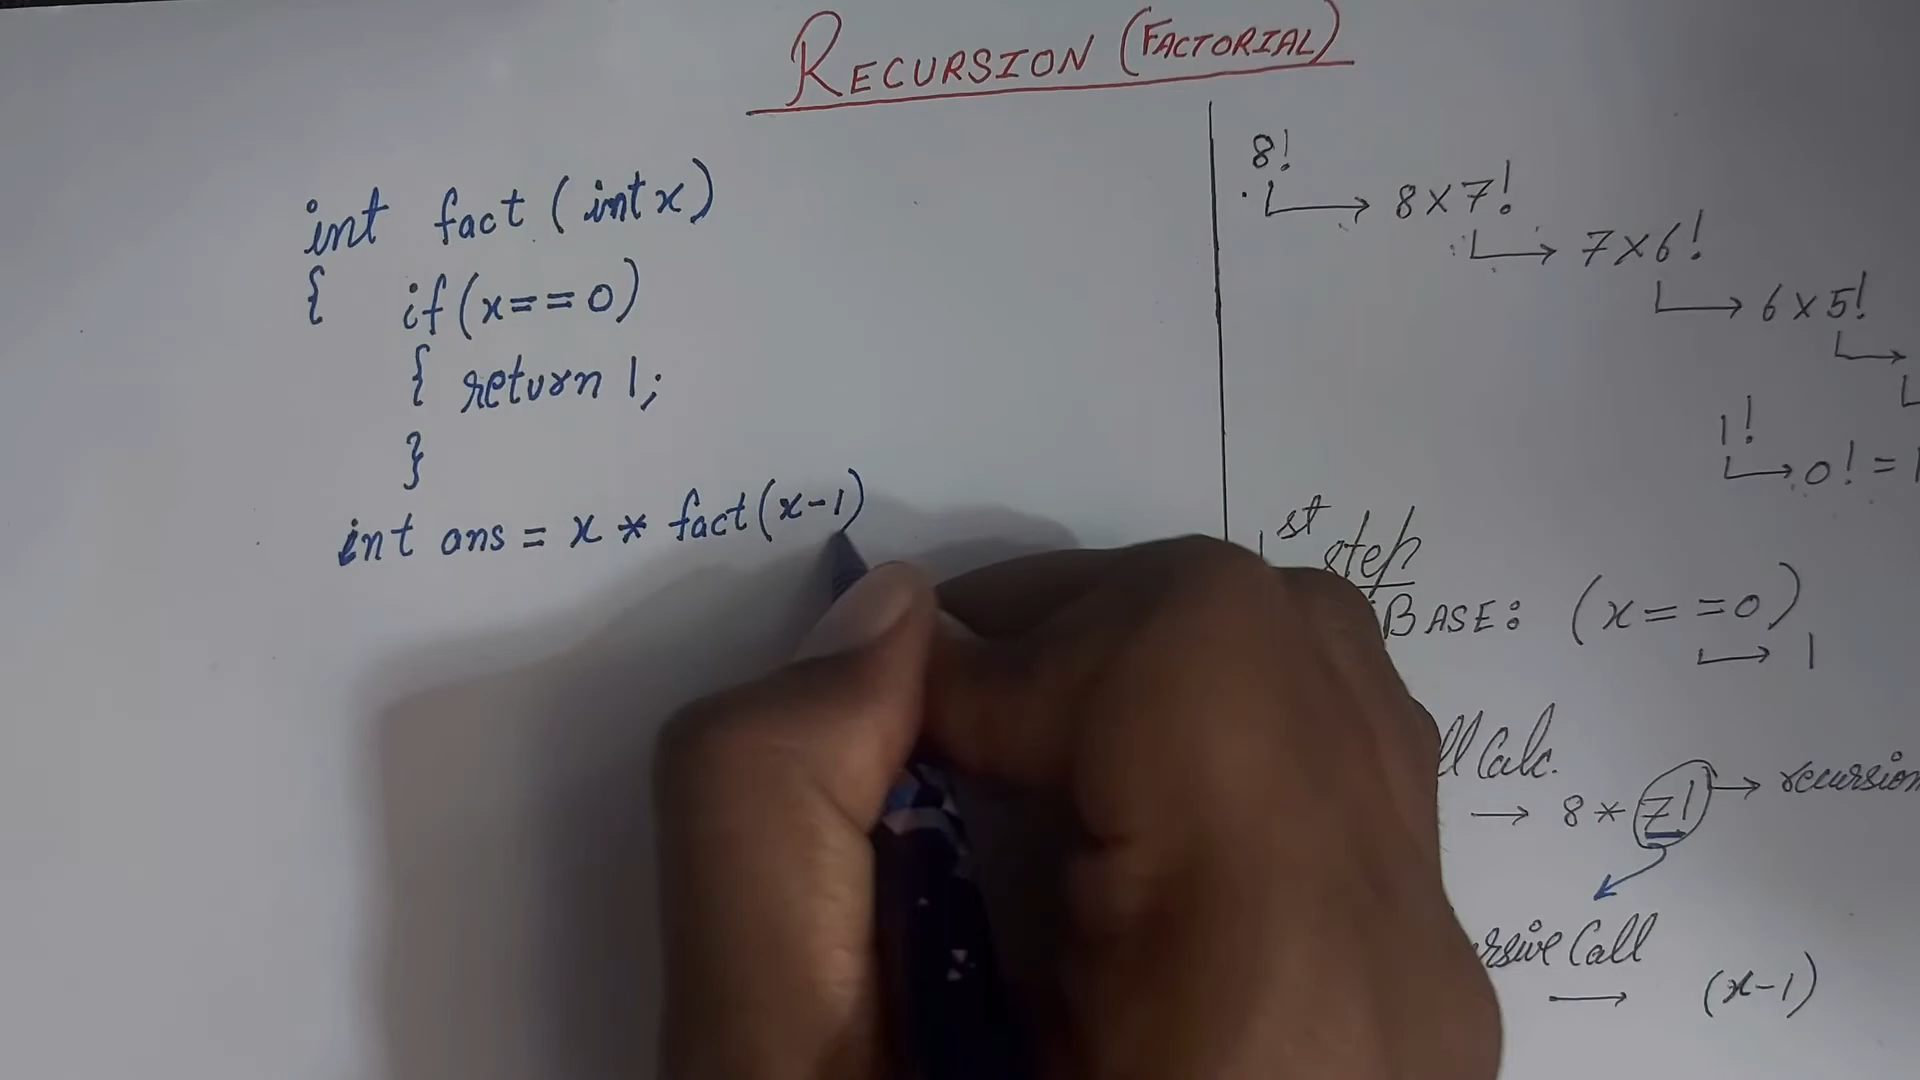 RECURSION (FACTORIAL)
int fact (int x)
{ if (x==0)
{ return 1;
}
int ans = x * fact(x-1)
8!
8 x 7!
7 x 6!
6 x 5!
1!
0! =
1st step
BASE: (x==0)
1
Calc.
→ 8 * 7! → recursion
Call
→ (x-1)